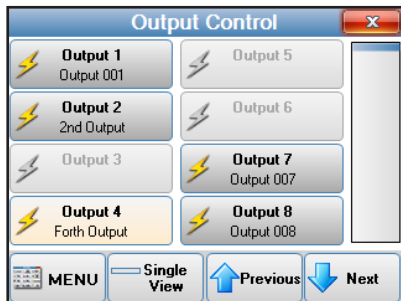 Output Control
x
Output 1
Output 001
Output 2
2nd Output
Output 3
Output 4
Forth Output
Output 5
Output 6
Output 7
Output 007
Output 8
Output 008
MENU
Single
View
Previous
Next